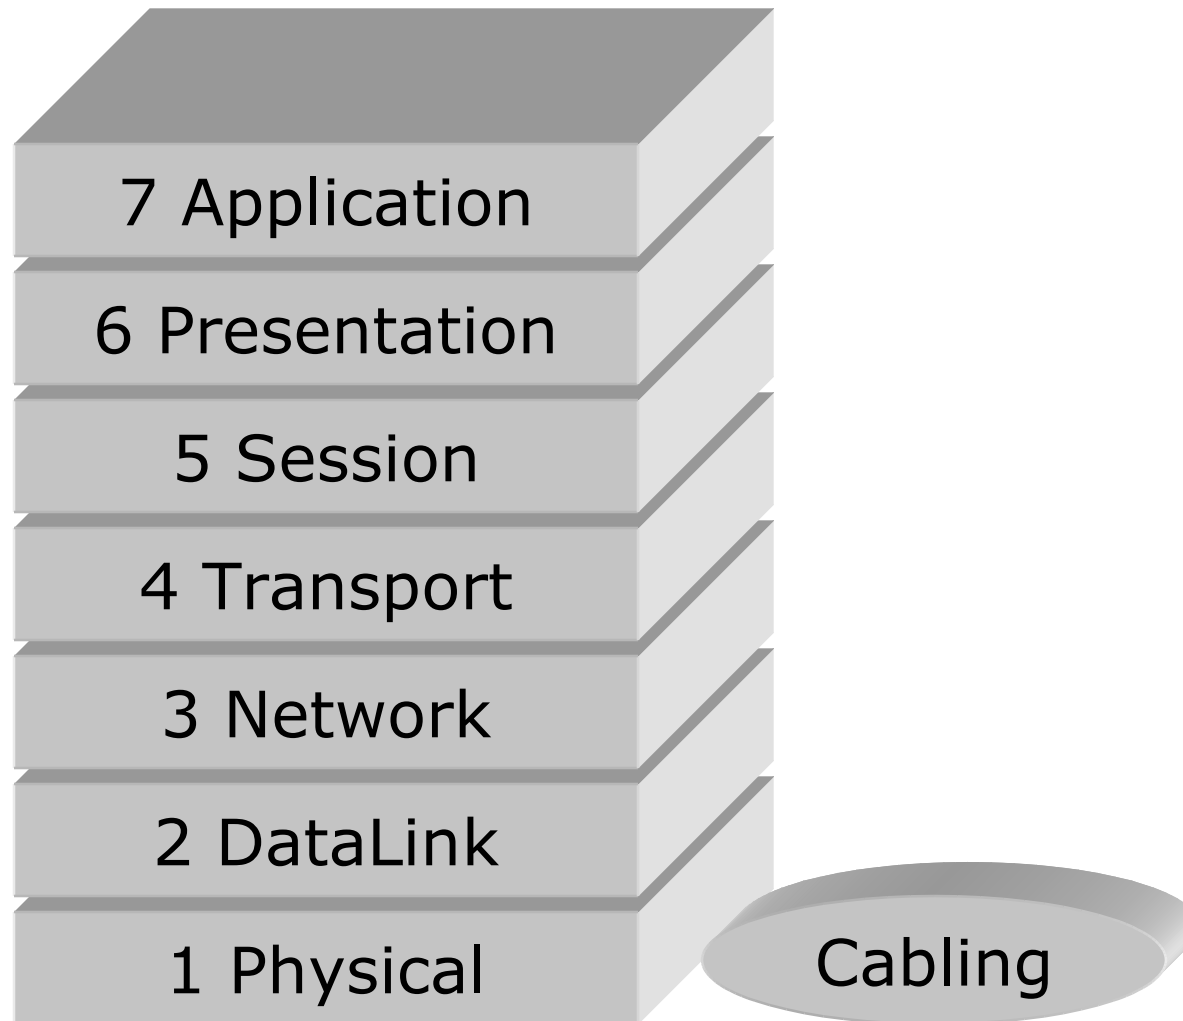 7 Application
6 Presentation
5 Session
4 Transport
3 Network
2 DataLink
1 Physical
Cabling